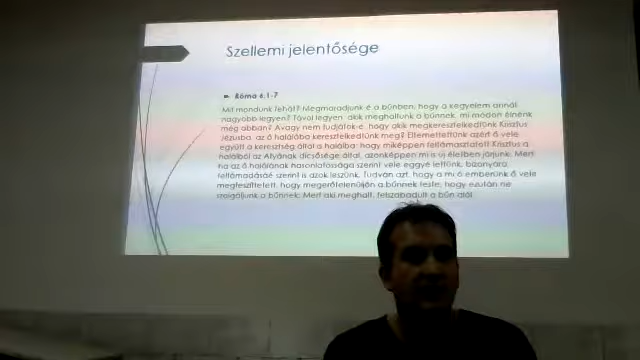 Szellemi jelentősége
Róma 6.1-7
Mit mondunk tehát? Megmaradjunk é a bűnben, hogy a kegyelem annál
nagyobb legyen? Távol legyen: akik meghaltunk a bűnnek, mi módon élnénk
még abban? Avagy nem tudjátok-é, hogy akik megkeresztelkedtünk Krisztus
Jézusba, az ő halálába keresztelkedtünk meg? Eltemettettünk azért ő vele
együtt a keresztség által a halálba: hogy miképpen feltámasztatott Krisztus a
halálból az Atyának dicsősége által, azonképpen mi is új életben járjunk. Mert
ha az ő halálának hasonlatossága szerint vele eggyé lettünk, bizonyára
feltámadásáé szerint is azok leszünk. Tudván azt, hogy a mi ó emberünk ő vele
megfeszíttetett, hogy megerőtelenüljön a bűnnek teste, hogy ezután ne
szolgáljunk a bűnnek: Mert aki meghalt, felszabadult a bűn alól.